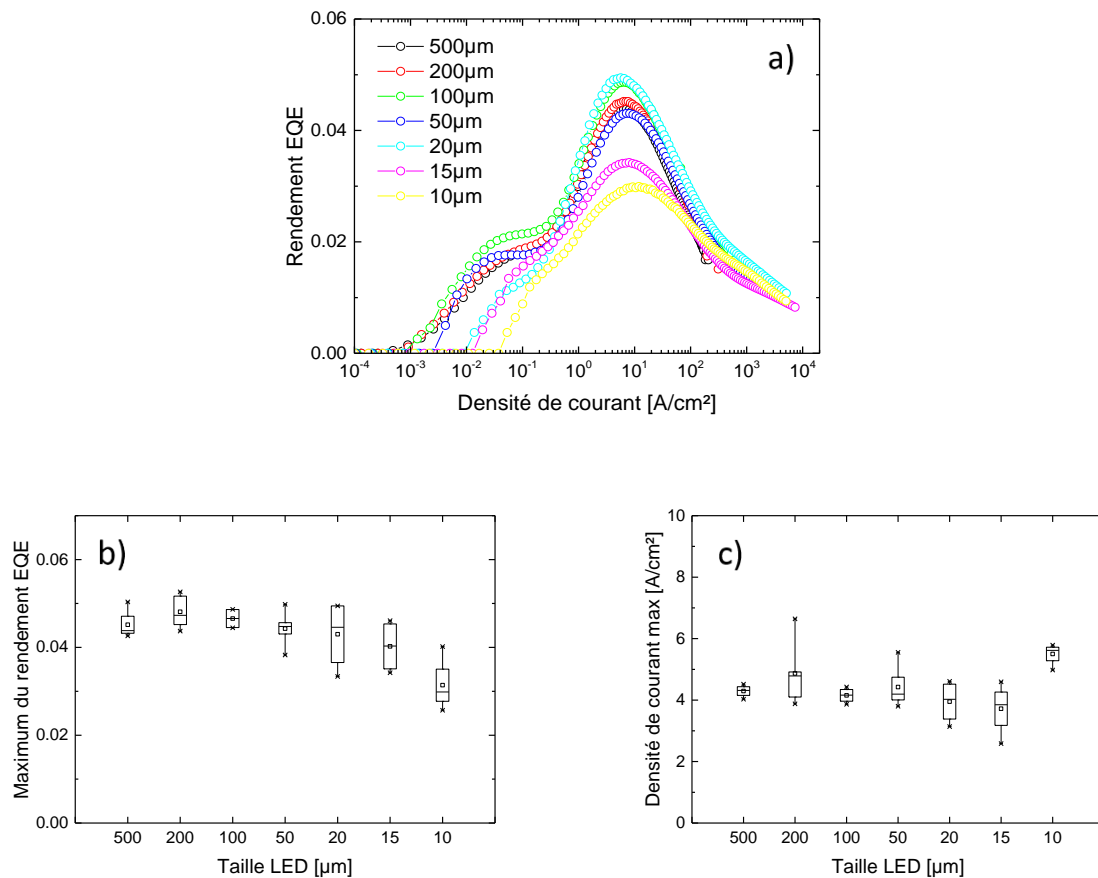 0.06
0.04
0.02
0.00
Rendement EQE
500µm
200µm
100µm
50µm
20µm
15µm
10µm
a)
10⁻⁴ 10⁻³ 10⁻² 10⁻¹ 10⁰ 10¹ 10² 10³ 10⁴
Densité de courant [A/cm²]
b)
0.06
0.04
0.02
0.00
Maximum du rendement EQE
500 200 100 50 20 15 10
Taille LED [µm]
c)
10
8
6
4
2
0
Densité de courant max [A/cm²]
500 200 100 50 20 15 10
Taille LED [µm]